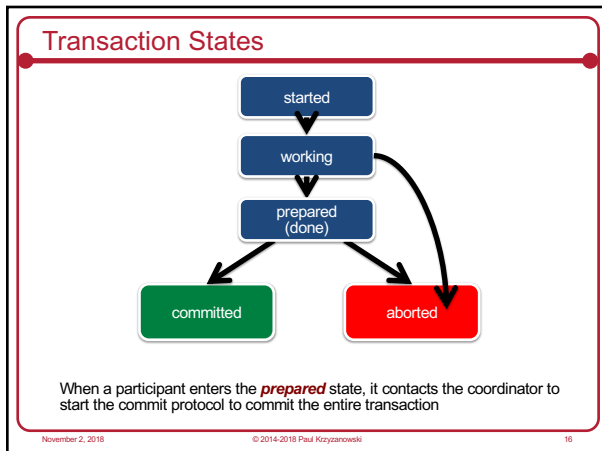 Transaction States
started
working
prepared
(done)
committed
aborted
When a participant enters the prepared state, it contacts the coordinator to
start the commit protocol to commit the entire transaction
November 2, 2018
© 2014-2018 Paul Krzyzanowski
16